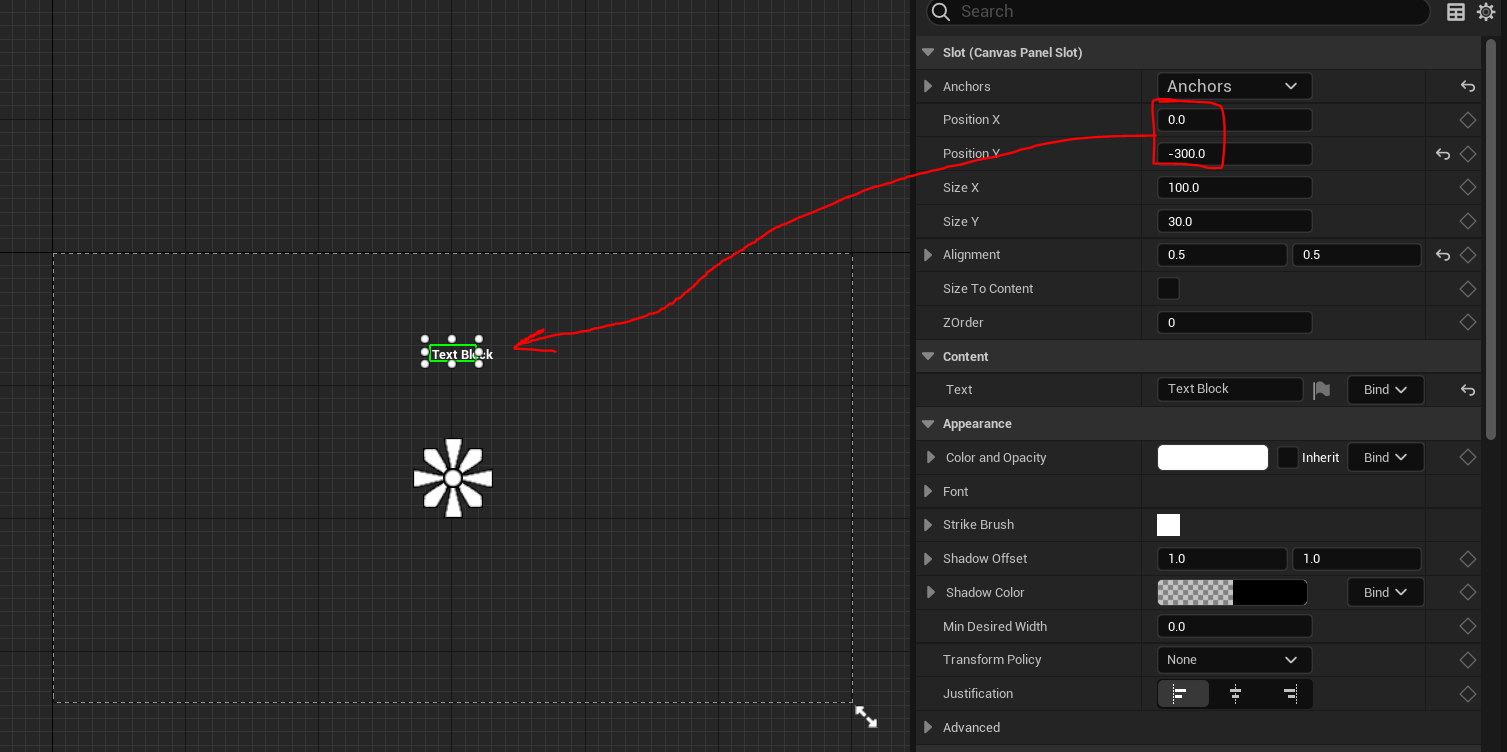 Search
Slot (Canvas Panel Slot)
Anchors Anchors
Position X 0.0
Position Y -300.0
Size X 100.0
Size Y 30.0
Alignment 0.5 0.5
Size To Content
ZOrder 0
Content
Text Text Block Bind
Appearance
Color and Opacity Inherit Bind
Font
Strike Brush
Shadow Offset 1.0 1.0
Shadow Color Bind
Min Desired Width 0.0
Transform Policy None
Justification
Advanced
Text Block